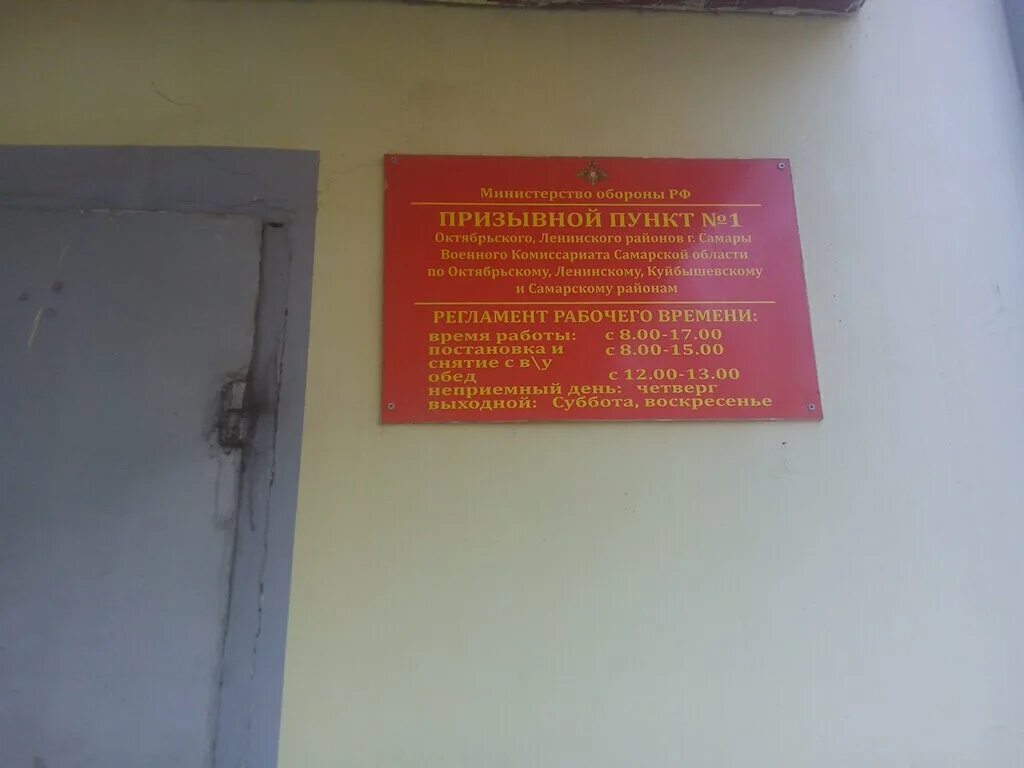 Министерство обороны РФ
ПРИЗЫВНОЙ ПУНКТ №1
Октябрьского, Ленинского районов г. Самары
Военного Комиссариата Самарской области
по Октябрьскому, Ленинскому, Куйбышевскому
и Самарскому районам
РЕГЛАМЕНТ РАБОЧЕГО ВРЕМЕНИ:
время работы: с 8.00-17.00
постановка и с 8.00-15.00
снятие с в\у
обед с 12.00-13.00
неприемный день: четверг
выходной: Суббота, воскресенье